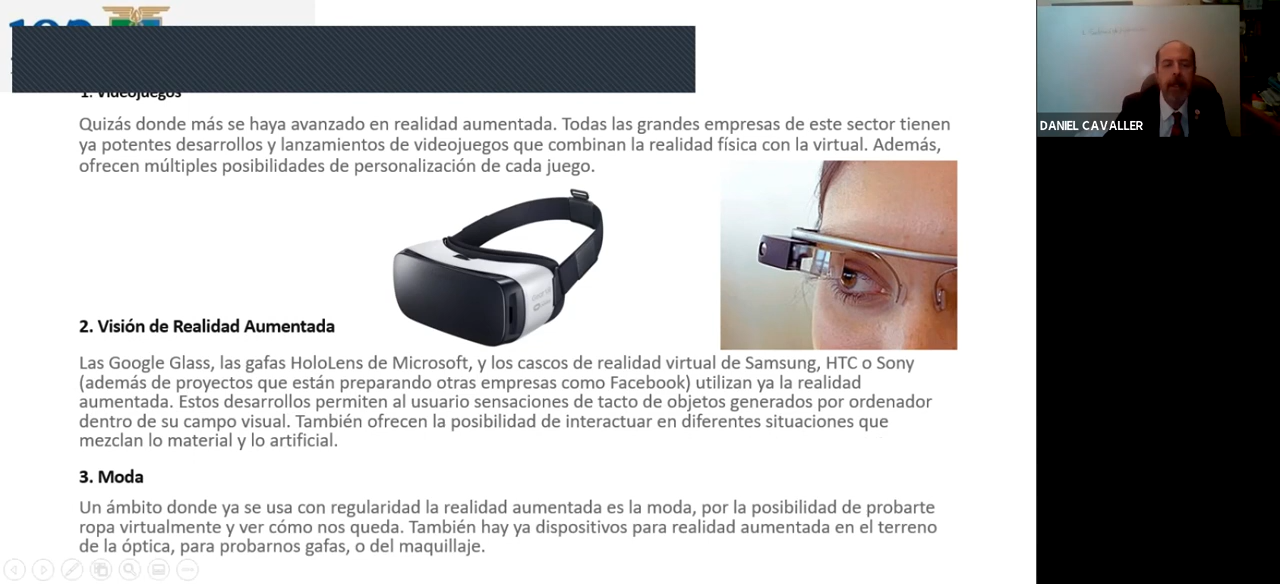 1. Videojuegos
Quizás donde más se haya avanzado en realidad aumentada. Todas las grandes empresas de este sector tienen
ya potentes desarrollos y lanzamientos de videojuegos que combinan la realidad física con la virtual. Además,
ofrecen múltiples posibilidades de personalización de cada juego.
2. Visión de Realidad Aumentada
Las Google Glass, las gafas HoloLens de Microsoft, y los cascos de realidad virtual de Samsung, HTC o Sony
(además de proyectos que están preparando otras empresas como Facebook) utilizan ya la realidad
aumentada. Estos desarrollos permiten al usuario sensaciones de tacto de objetos generados por ordenador
dentro de su campo visual. También ofrecen la posibilidad de interactuar en diferentes situaciones que
mezclan lo material y lo artificial.
3. Moda
Un ámbito donde ya se usa con regularidad la realidad aumentada es la moda, por la posibilidad de probarte
ropa virtualmente y ver cómo nos queda. También hay ya dispositivos para realidad aumentada en el terreno
de la óptica, para probarnos gafas, o del maquillaje.
DANIEL CAVALLER